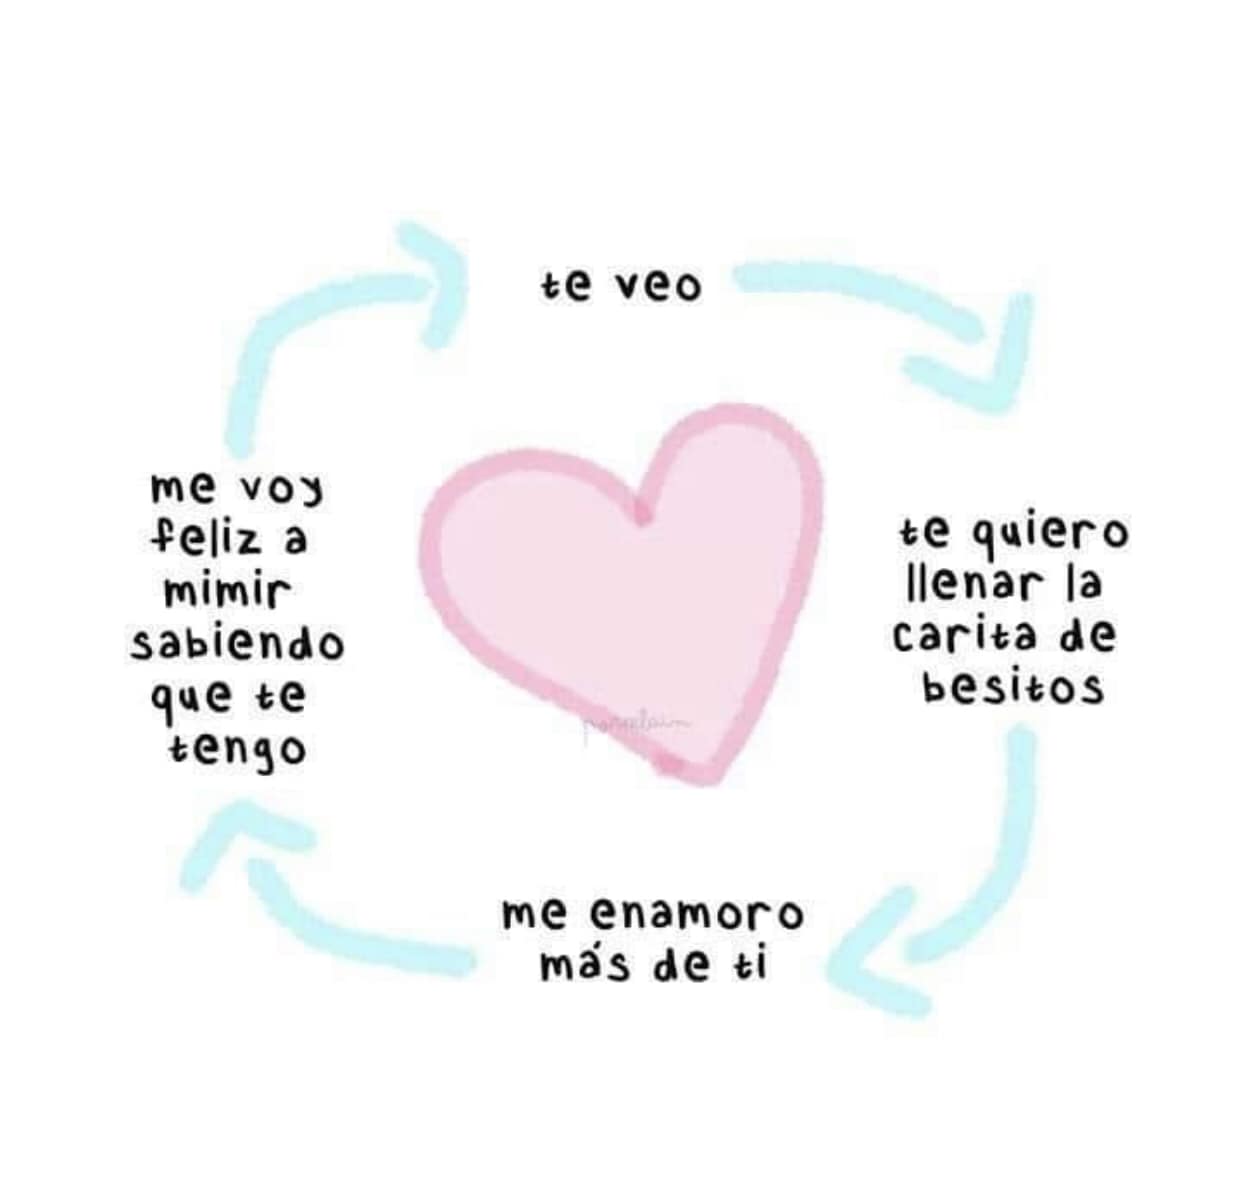 te veo
te quiero
llenar la
carita de
besitos
me enamoro
más de ti
me voy
feliz a
mimir
sabiendo
que te
tengo
porcelain